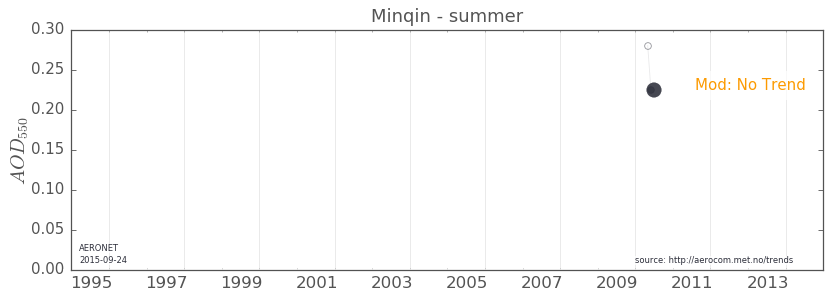 Minqin - summer
0.30
0.25
0.20
0.15
0.10
0.05
0.00
AOD550
Mod: No Trend
AERONET
2015-09-24
source: http://aerocom.met.no/trends
1995 1997 1999 2001 2003 2005 2007 2009 2011 2013